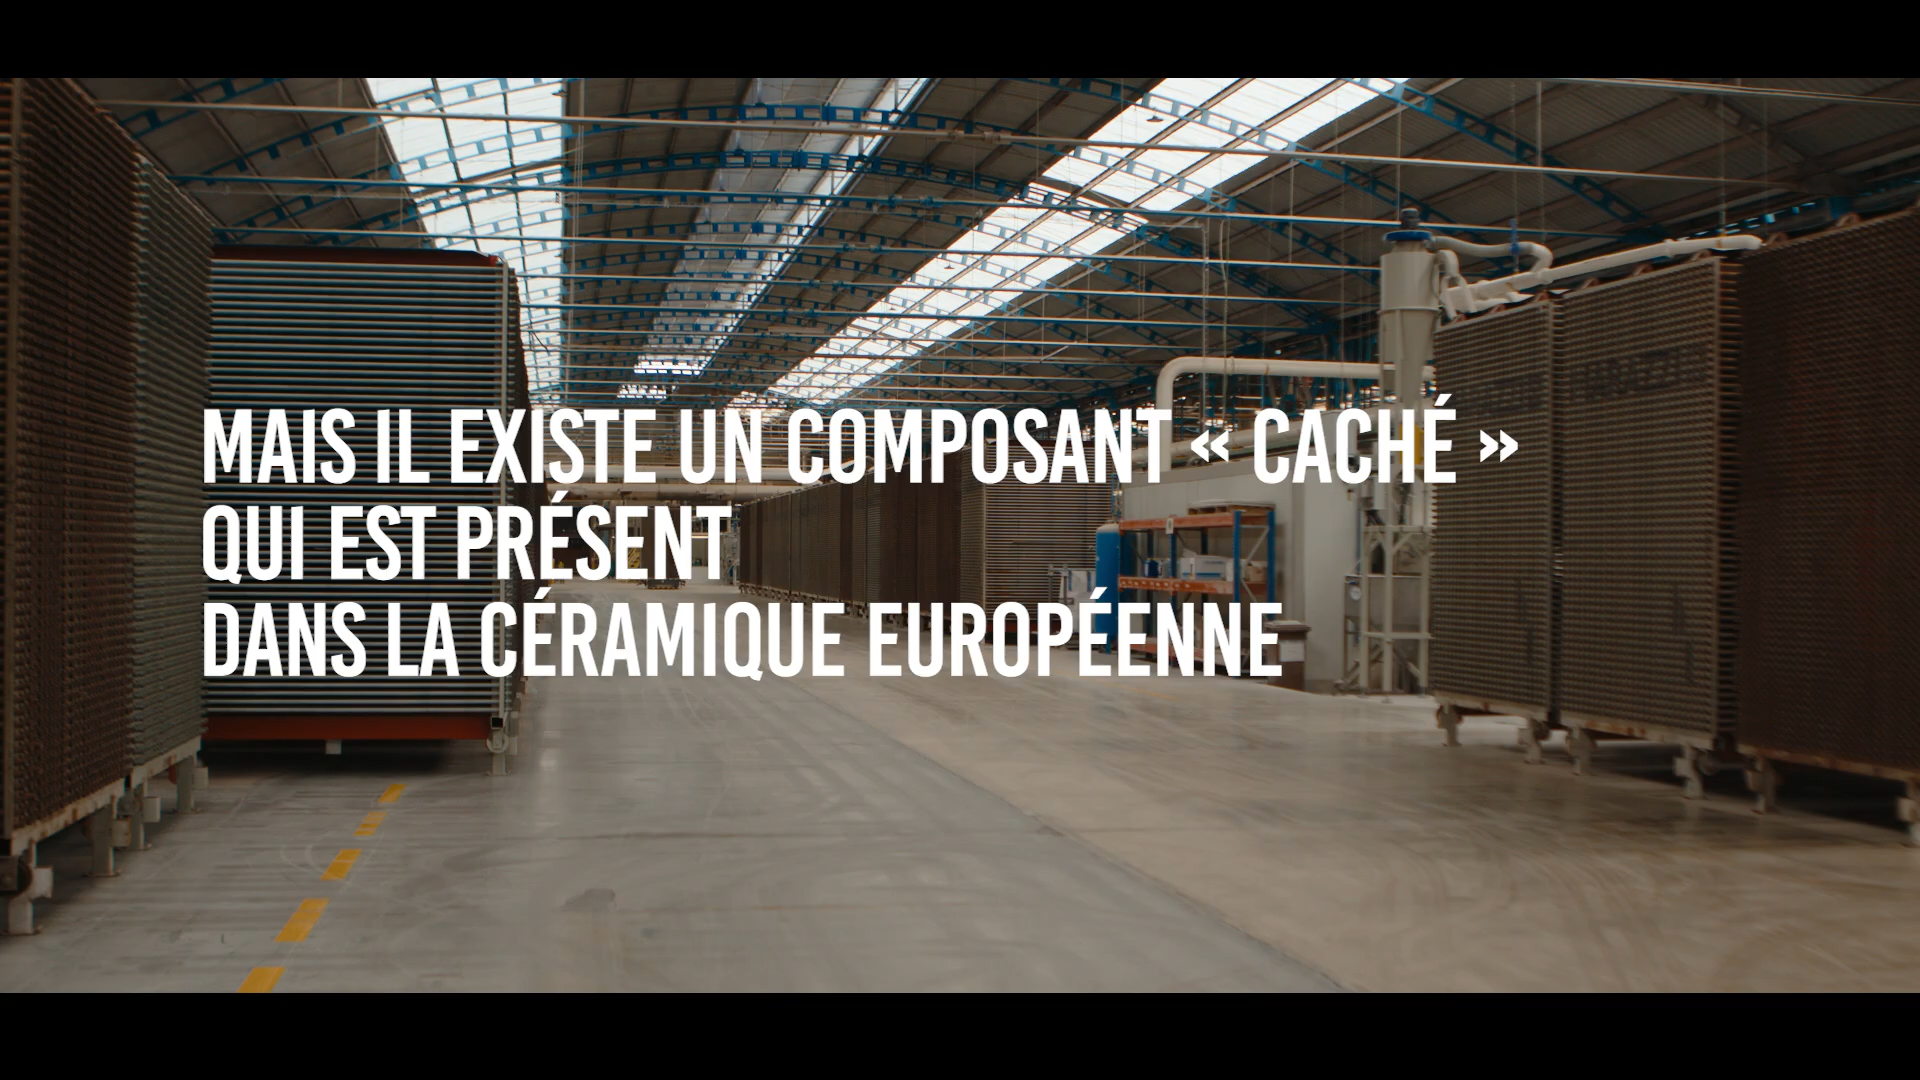 MAIS IL EXISTE UN COMPOSANT « CACHÉ »
QUI EST PRÉSENT
DANS LA CÉRAMIQUE EUROPÉENNE